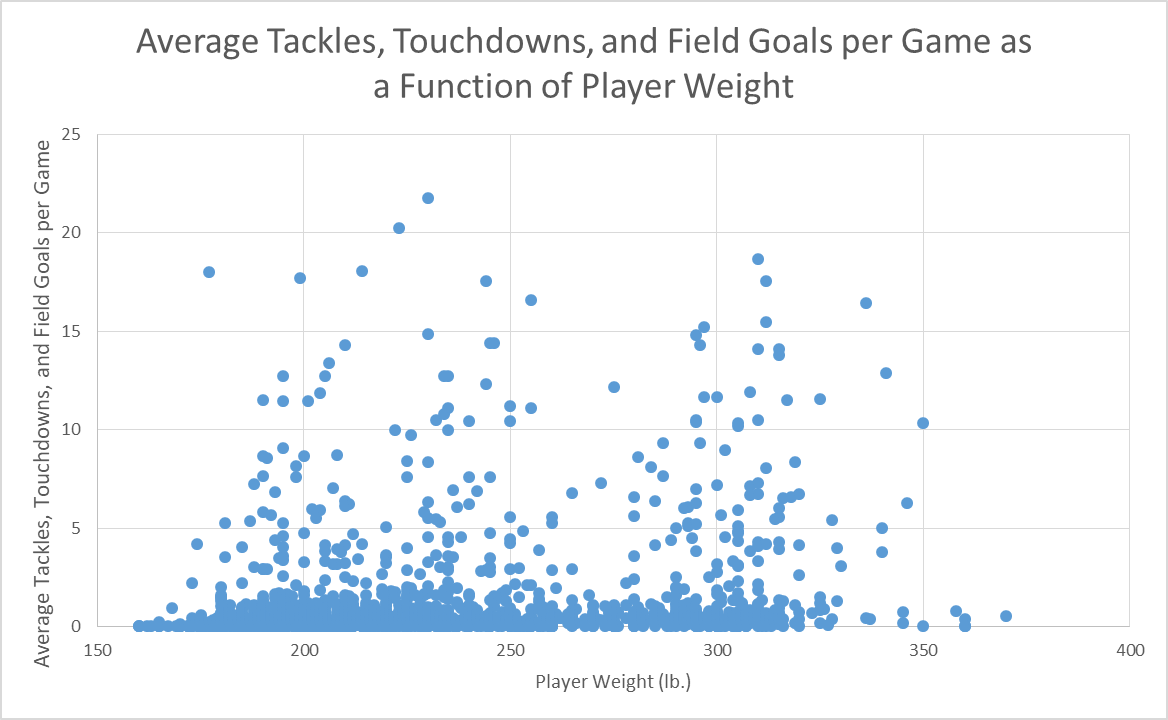 Average Tackles, Touchdowns, and Field Goals per Game as
a Function of Player Weight
Average Tackles, Touchdowns, and Field Goals per Game
25
20
15
10
5
0
150 200 250 300 350 400
Player Weight (lb.)